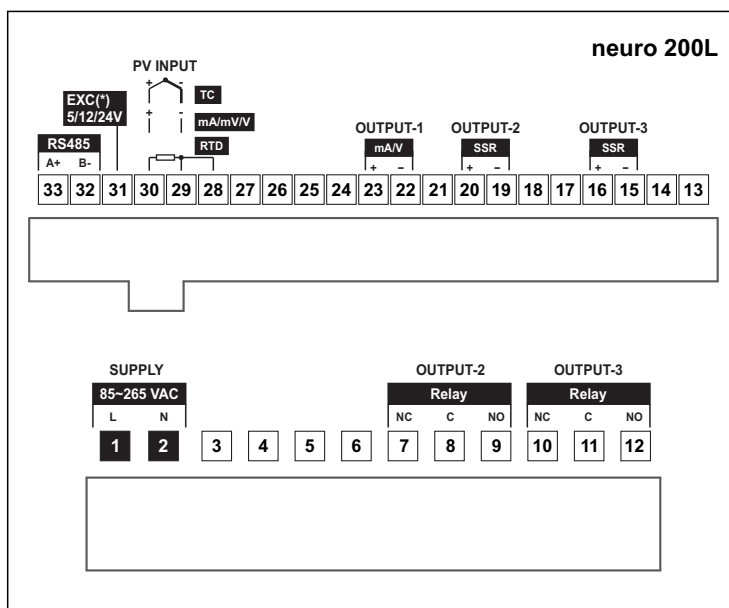 neuro 200L
PV INPUT
+ -
TC
EXC(*)
5/12/24V
+ -
mA/mV/V
RTD
RS485
A+ B-
OUTPUT-1
mA/V
+ –
OUTPUT-2
SSR
+ –
OUTPUT-3
SSR
+ –
33 32 31 30 29 28 27 26 25 24 23 22 21 20 19 18 17 16 15 14 13
SUPPLY
85~265 VAC
L N
OUTPUT-2
Relay
NC C NO
OUTPUT-3
Relay
NC C NO
1 2 3 4 5 6 7 8 9 10 11 12